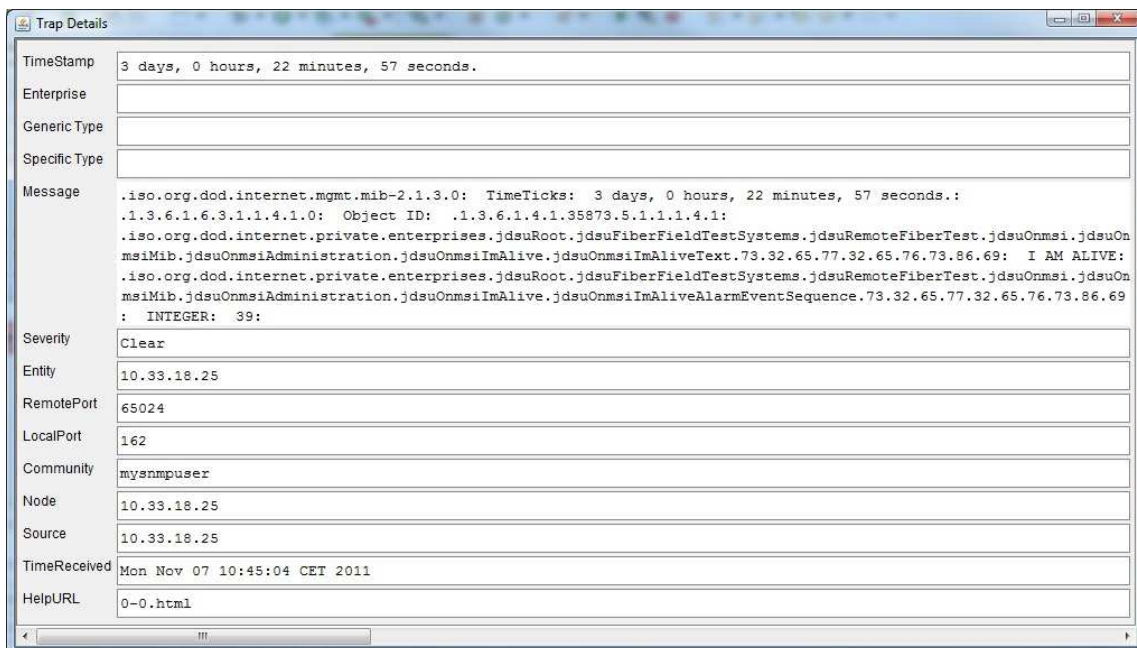 Trap Details
TimeStamp
3 days, 0 hours, 22 minutes, 57 seconds.
Enterprise
Generic Type
Specific Type
Message
.iso.org.dod.internet.mgmt.mib-2.1.3.0:  TimeTicks:  3 days, 0 hours, 22 minutes, 57 seconds.:
.1.3.6.1.6.3.1.1.4.1.0:  Object ID:  .1.3.6.1.4.1.35873.5.1.1.1.4.1:
.iso.org.dod.internet.private.enterprises.jdsuRoot.jdsuFiberFieldTestSystems.jdsuRemoteFiberTest.jdsuOnmsi.jdsuOn
msiMib.jdsuOnmsiAdministration.jdsuOnmsiImAlive.jdsuOnmsiImAliveText.73.32.65.77.32.65.76.73.86.69:  I AM ALIVE:
.iso.org.dod.internet.private.enterprises.jdsuRoot.jdsuFiberFieldTestSystems.jdsuRemoteFiberTest.jdsuOnmsi.jdsuOn
msiMib.jdsuOnmsiAdministration.jdsuOnmsiImAlive.jdsuOnmsiImAliveAlarmEventSequence.73.32.65.77.32.65.76.73.86.69
:  INTEGER:  39:
Severity
Clear
Entity
10.33.18.25
RemotePort
65024
LocalPort
162
Community
mysnmpuser
Node
10.33.18.25
Source
10.33.18.25
TimeReceived
Mon Nov 07 10:45:04 CET 2011
HelpURL
0-0.html